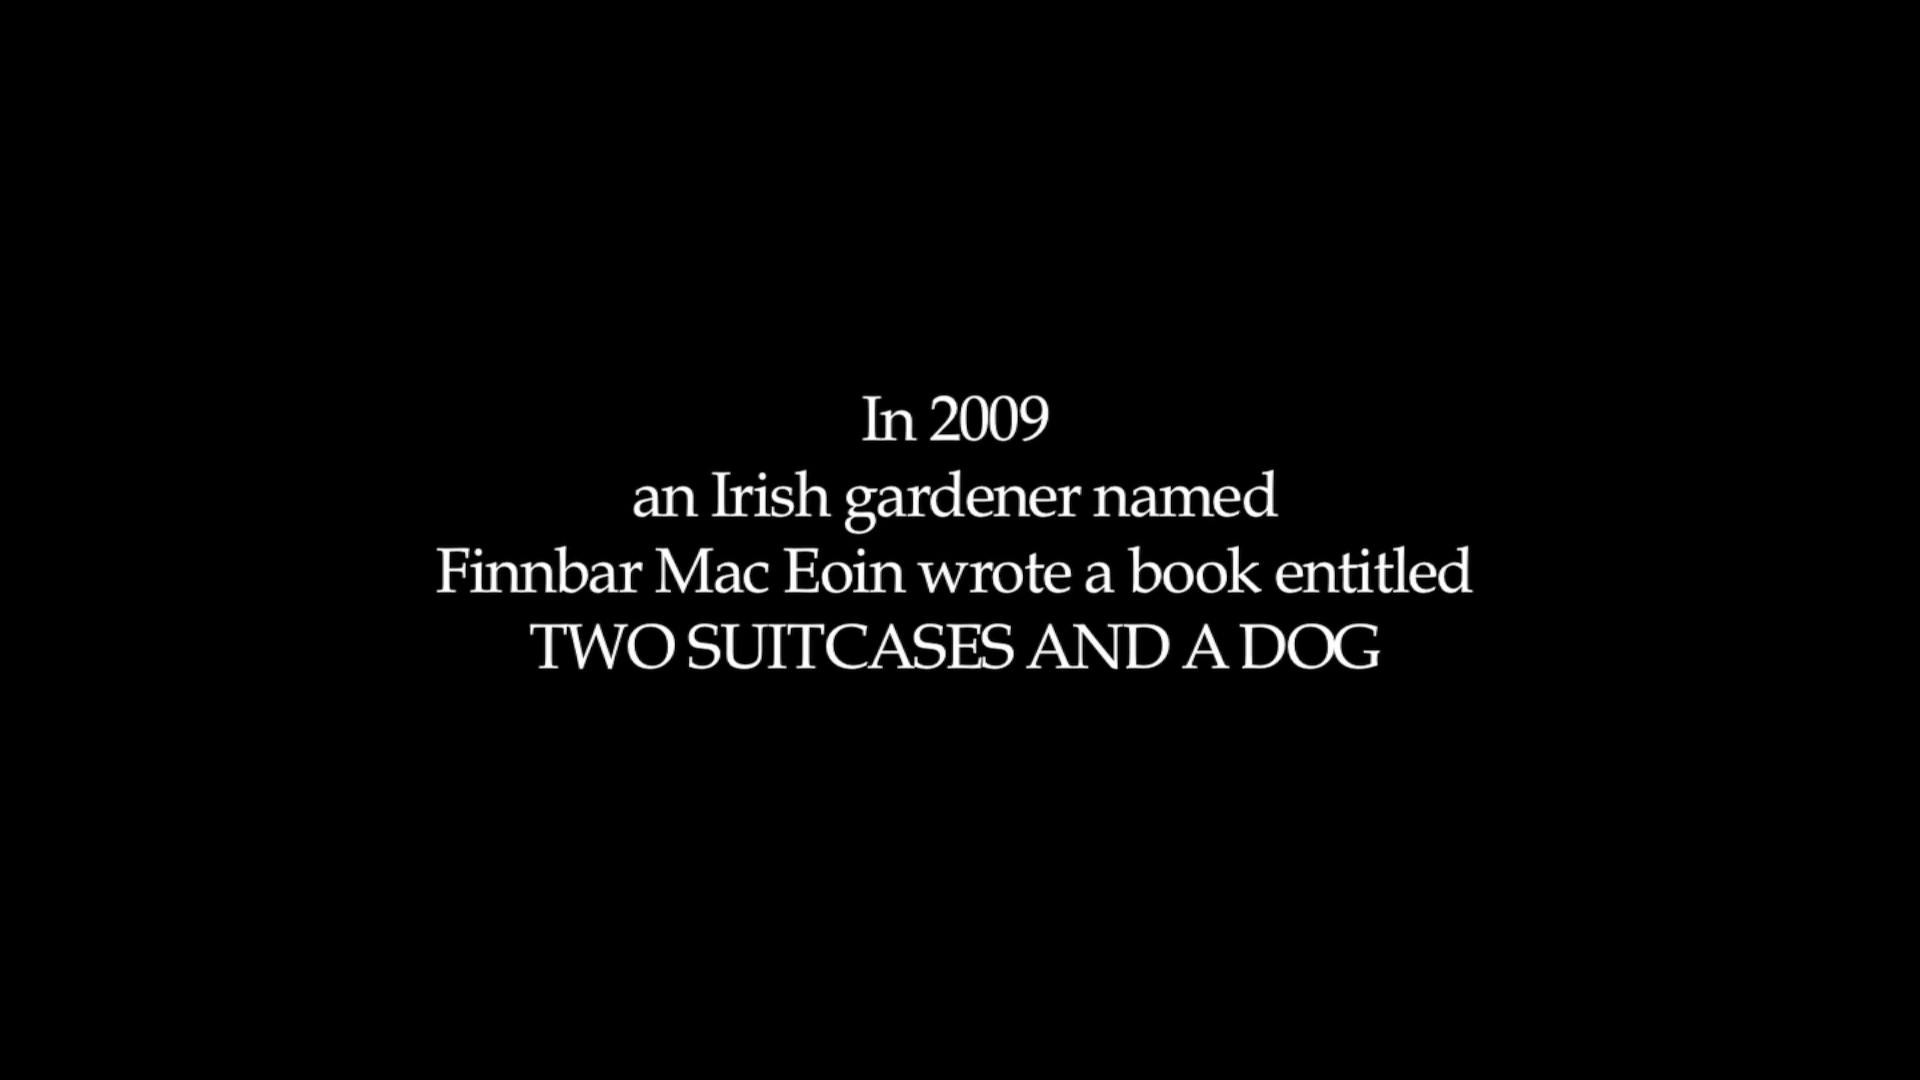 In 2009
an Irish gardener named
Finnbar Mac Eoin wrote a book entitled
TWO SUITCASES AND A DOG